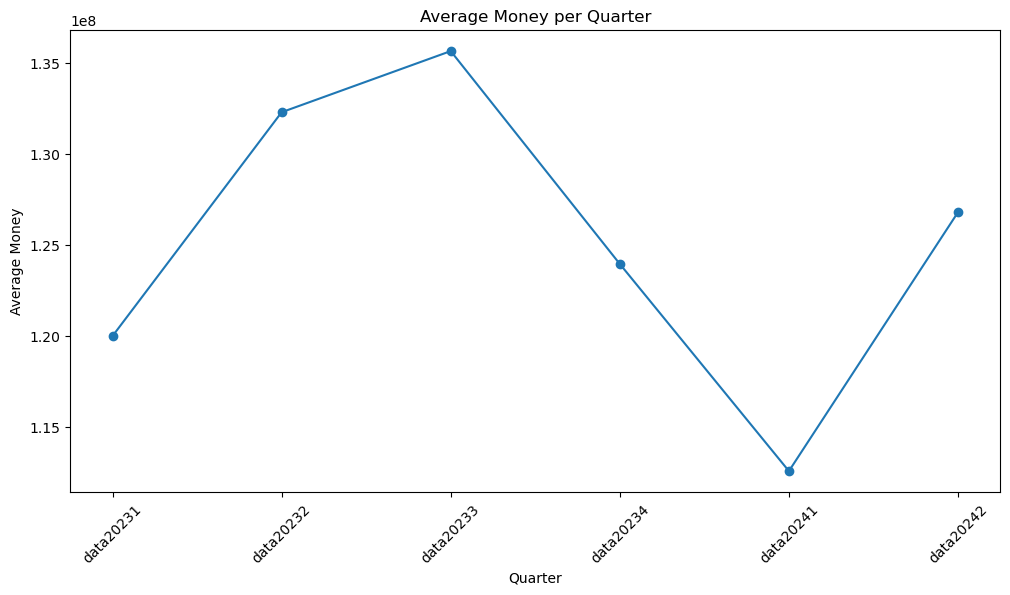 Average Money per Quarter
1e8
1.35
1.30
1.25
1.20
1.15
Average Money
data20231
data20232
data20233
data20234
data20241
data20242
Quarter